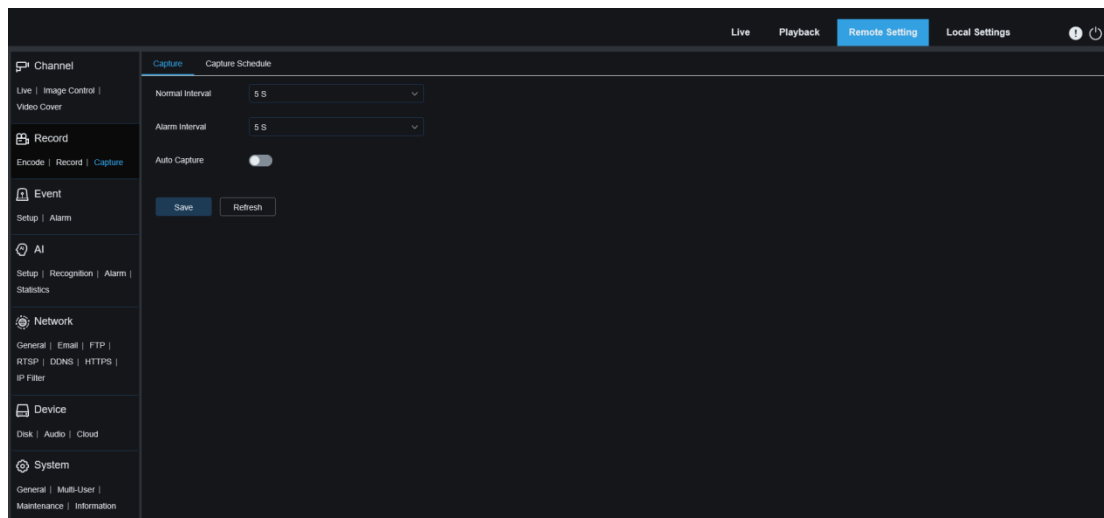 Live Playback Remote Setting Local Settings
Channel
Live | Image Control |
Video Cover
Record
Encode | Record | Capture
Event
Setup | Alarm
AI
Setup | Recognition | Alarm |
Statistics
Network
General | Email | FTP |
RTSP | DDNS | HTTPS |
IP Filter
Device
Disk | Audio | Cloud
System
General | Multi-User |
Maintenance | Information
Capture Capture Schedule
Normal Interval 5 S
Alarm Interval 5 S
Auto Capture
Save Refresh